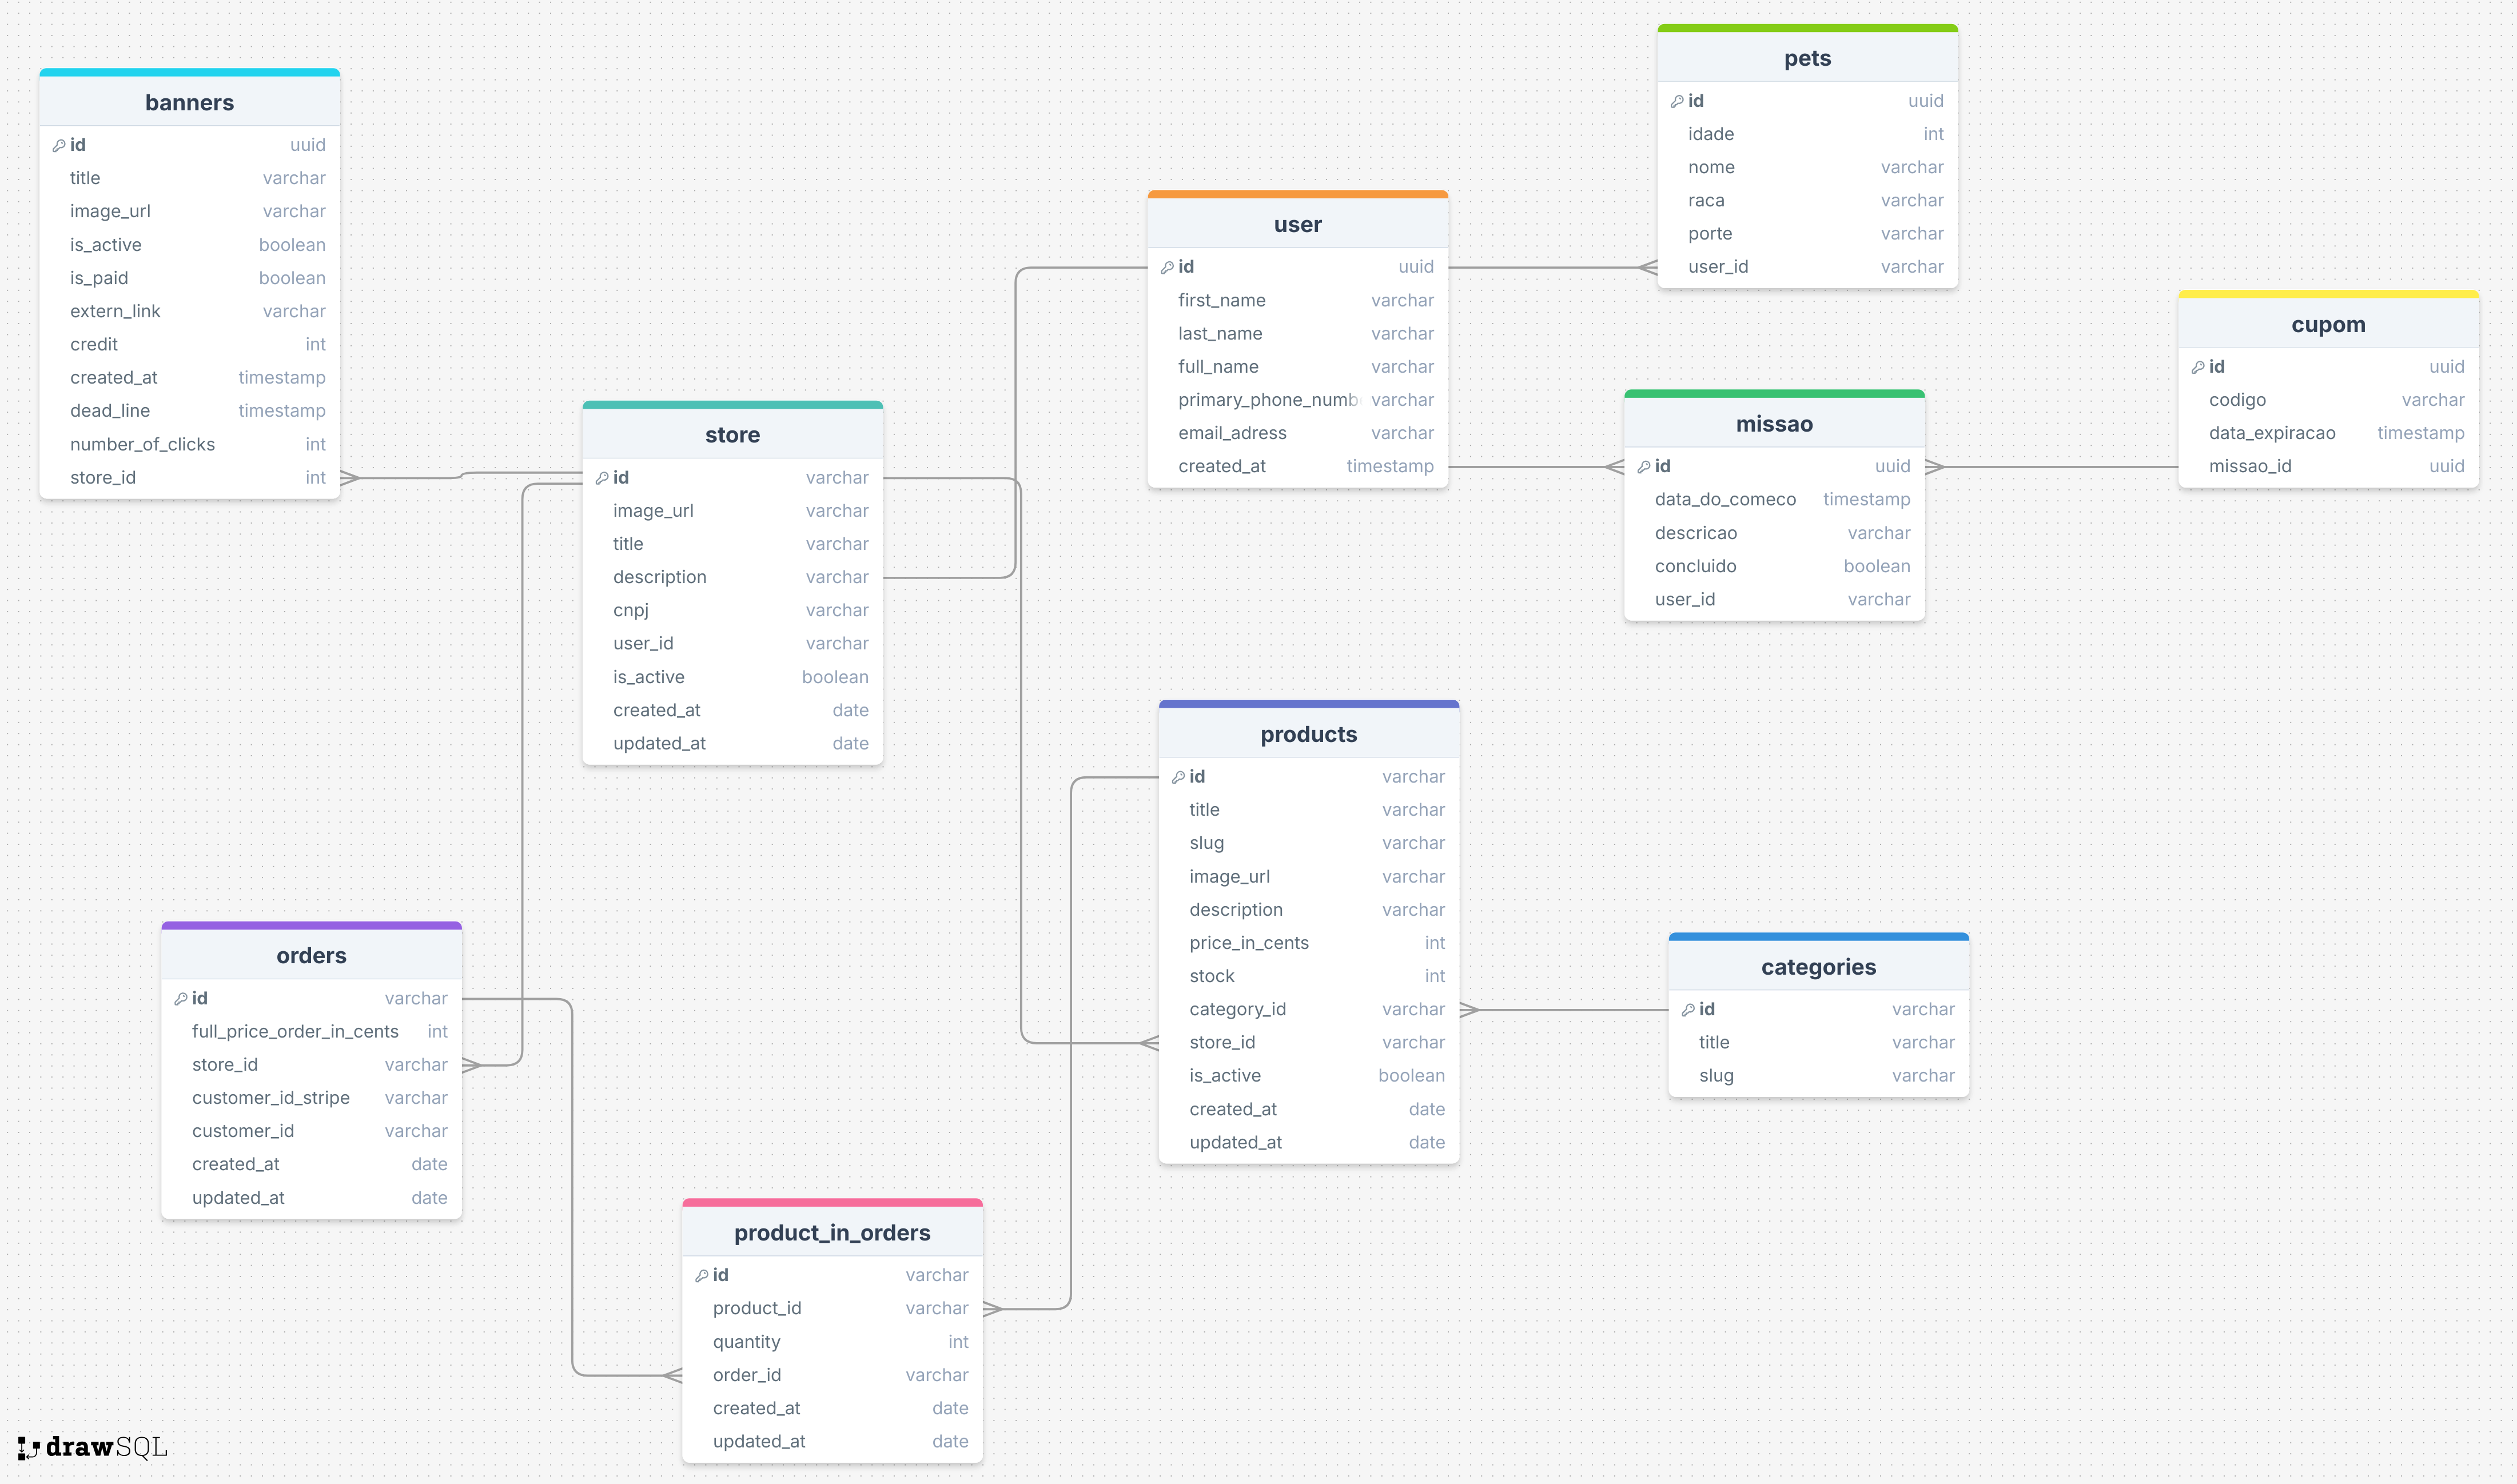 banners
id uuid
title varchar
image_url varchar
is_active boolean
is_paid boolean
extern_link varchar
credit int
created_at timestamp
dead_line timestamp
number_of_clicks int
store_id int
store
id varchar
image_url varchar
title varchar
description varchar
cnpj varchar
user_id varchar
is_active boolean
created_at date
updated_at date
user
id uuid
first_name varchar
last_name varchar
full_name varchar
primary_phone_numb varchar
email_adress varchar
created_at timestamp
pets
id uuid
idade int
nome varchar
raca varchar
porte varchar
user_id varchar
missao
id uuid
data_do_comeco timestamp
descricao varchar
concluido boolean
user_id varchar
cupom
id uuid
codigo varchar
data_expiracao timestamp
missao_id uuid
products
id varchar
title varchar
slug varchar
image_url varchar
description varchar
price_in_cents int
stock int
category_id varchar
store_id varchar
is_active boolean
created_at date
updated_at date
categories
id varchar
title varchar
slug varchar
orders
id varchar
full_price_order_in_cents int
store_id varchar
customer_id_stripe varchar
customer_id varchar
created_at date
updated_at date
product_in_orders
id varchar
product_id varchar
quantity int
order_id varchar
created_at date
updated_at date
drawSQL